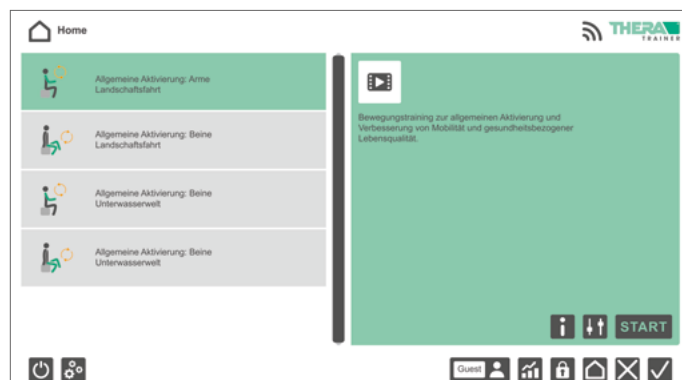 Home
THERA
TRAINER
Allgemeine Aktivierung: Arme
Landschaftsfahrt
Allgemeine Aktivierung: Beine
Landschaftsfahrt
Allgemeine Aktivierung: Beine
Unterwasserwelt
Allgemeine Aktivierung: Beine
Unterwasserwelt
Bewegungstraining zur allgemeinen Aktivierung und
Verbesserung von Mobilität und gesundheitsbezogener
Lebensqualität.
START
Guest